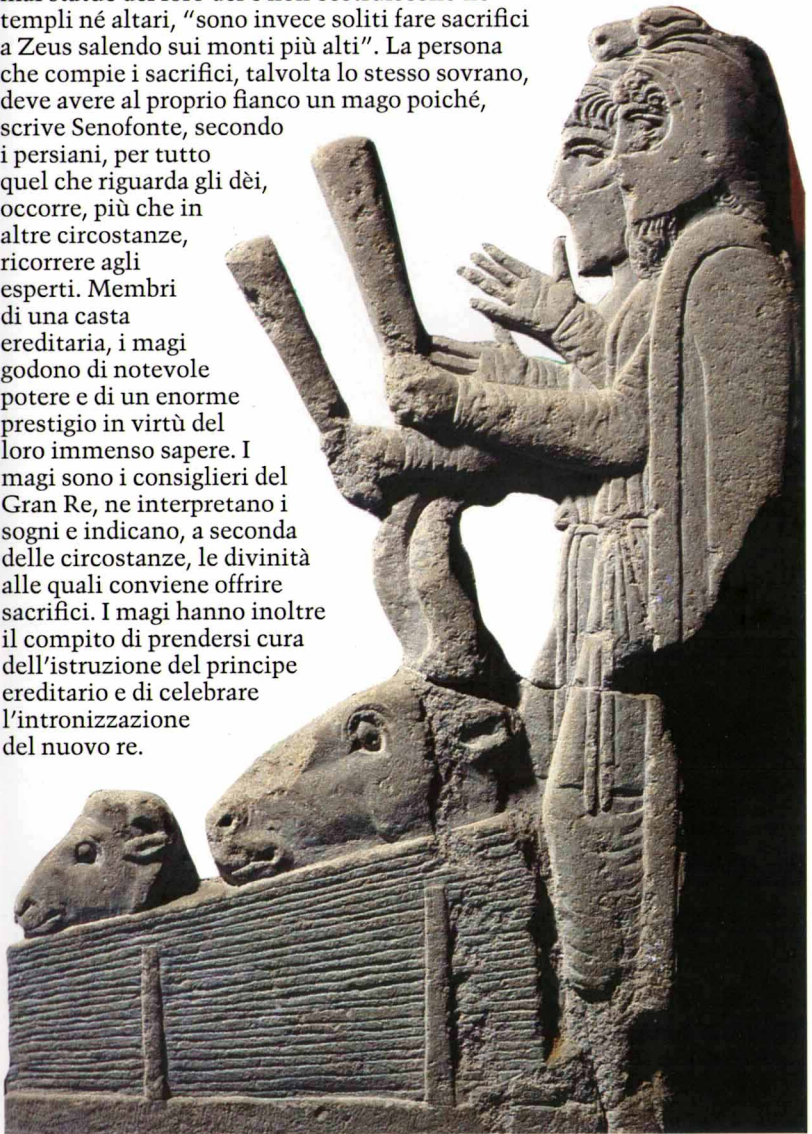 templi né altari, “sono invece soliti fare sacrifici
a Zeus salendo sui monti più alti”. La persona
che compie i sacrifici, talvolta lo stesso sovrano,
deve avere al proprio fianco un mago poiché,
scrive Senofonte, secondo
i persiani, per tutto
quel che riguarda gli dèi,
occorre, più che in
altre circostanze,
ricorrere agli
esperti. Membri
di una casta
ereditaria, i magi
godono di notevole
potere e di un enorme
prestigio in virtù del
loro immenso sapere. I
magi sono i consiglieri del
Gran Re, ne interpretano i
sogni e indicano, a seconda
delle circostanze, le divinità
alle quali conviene offrire
sacrifici. I magi hanno inoltre
il compito di prendersi cura
dell’istruzione del principe
ereditario e di celebrare
l’intronizzazione
del nuovo re.